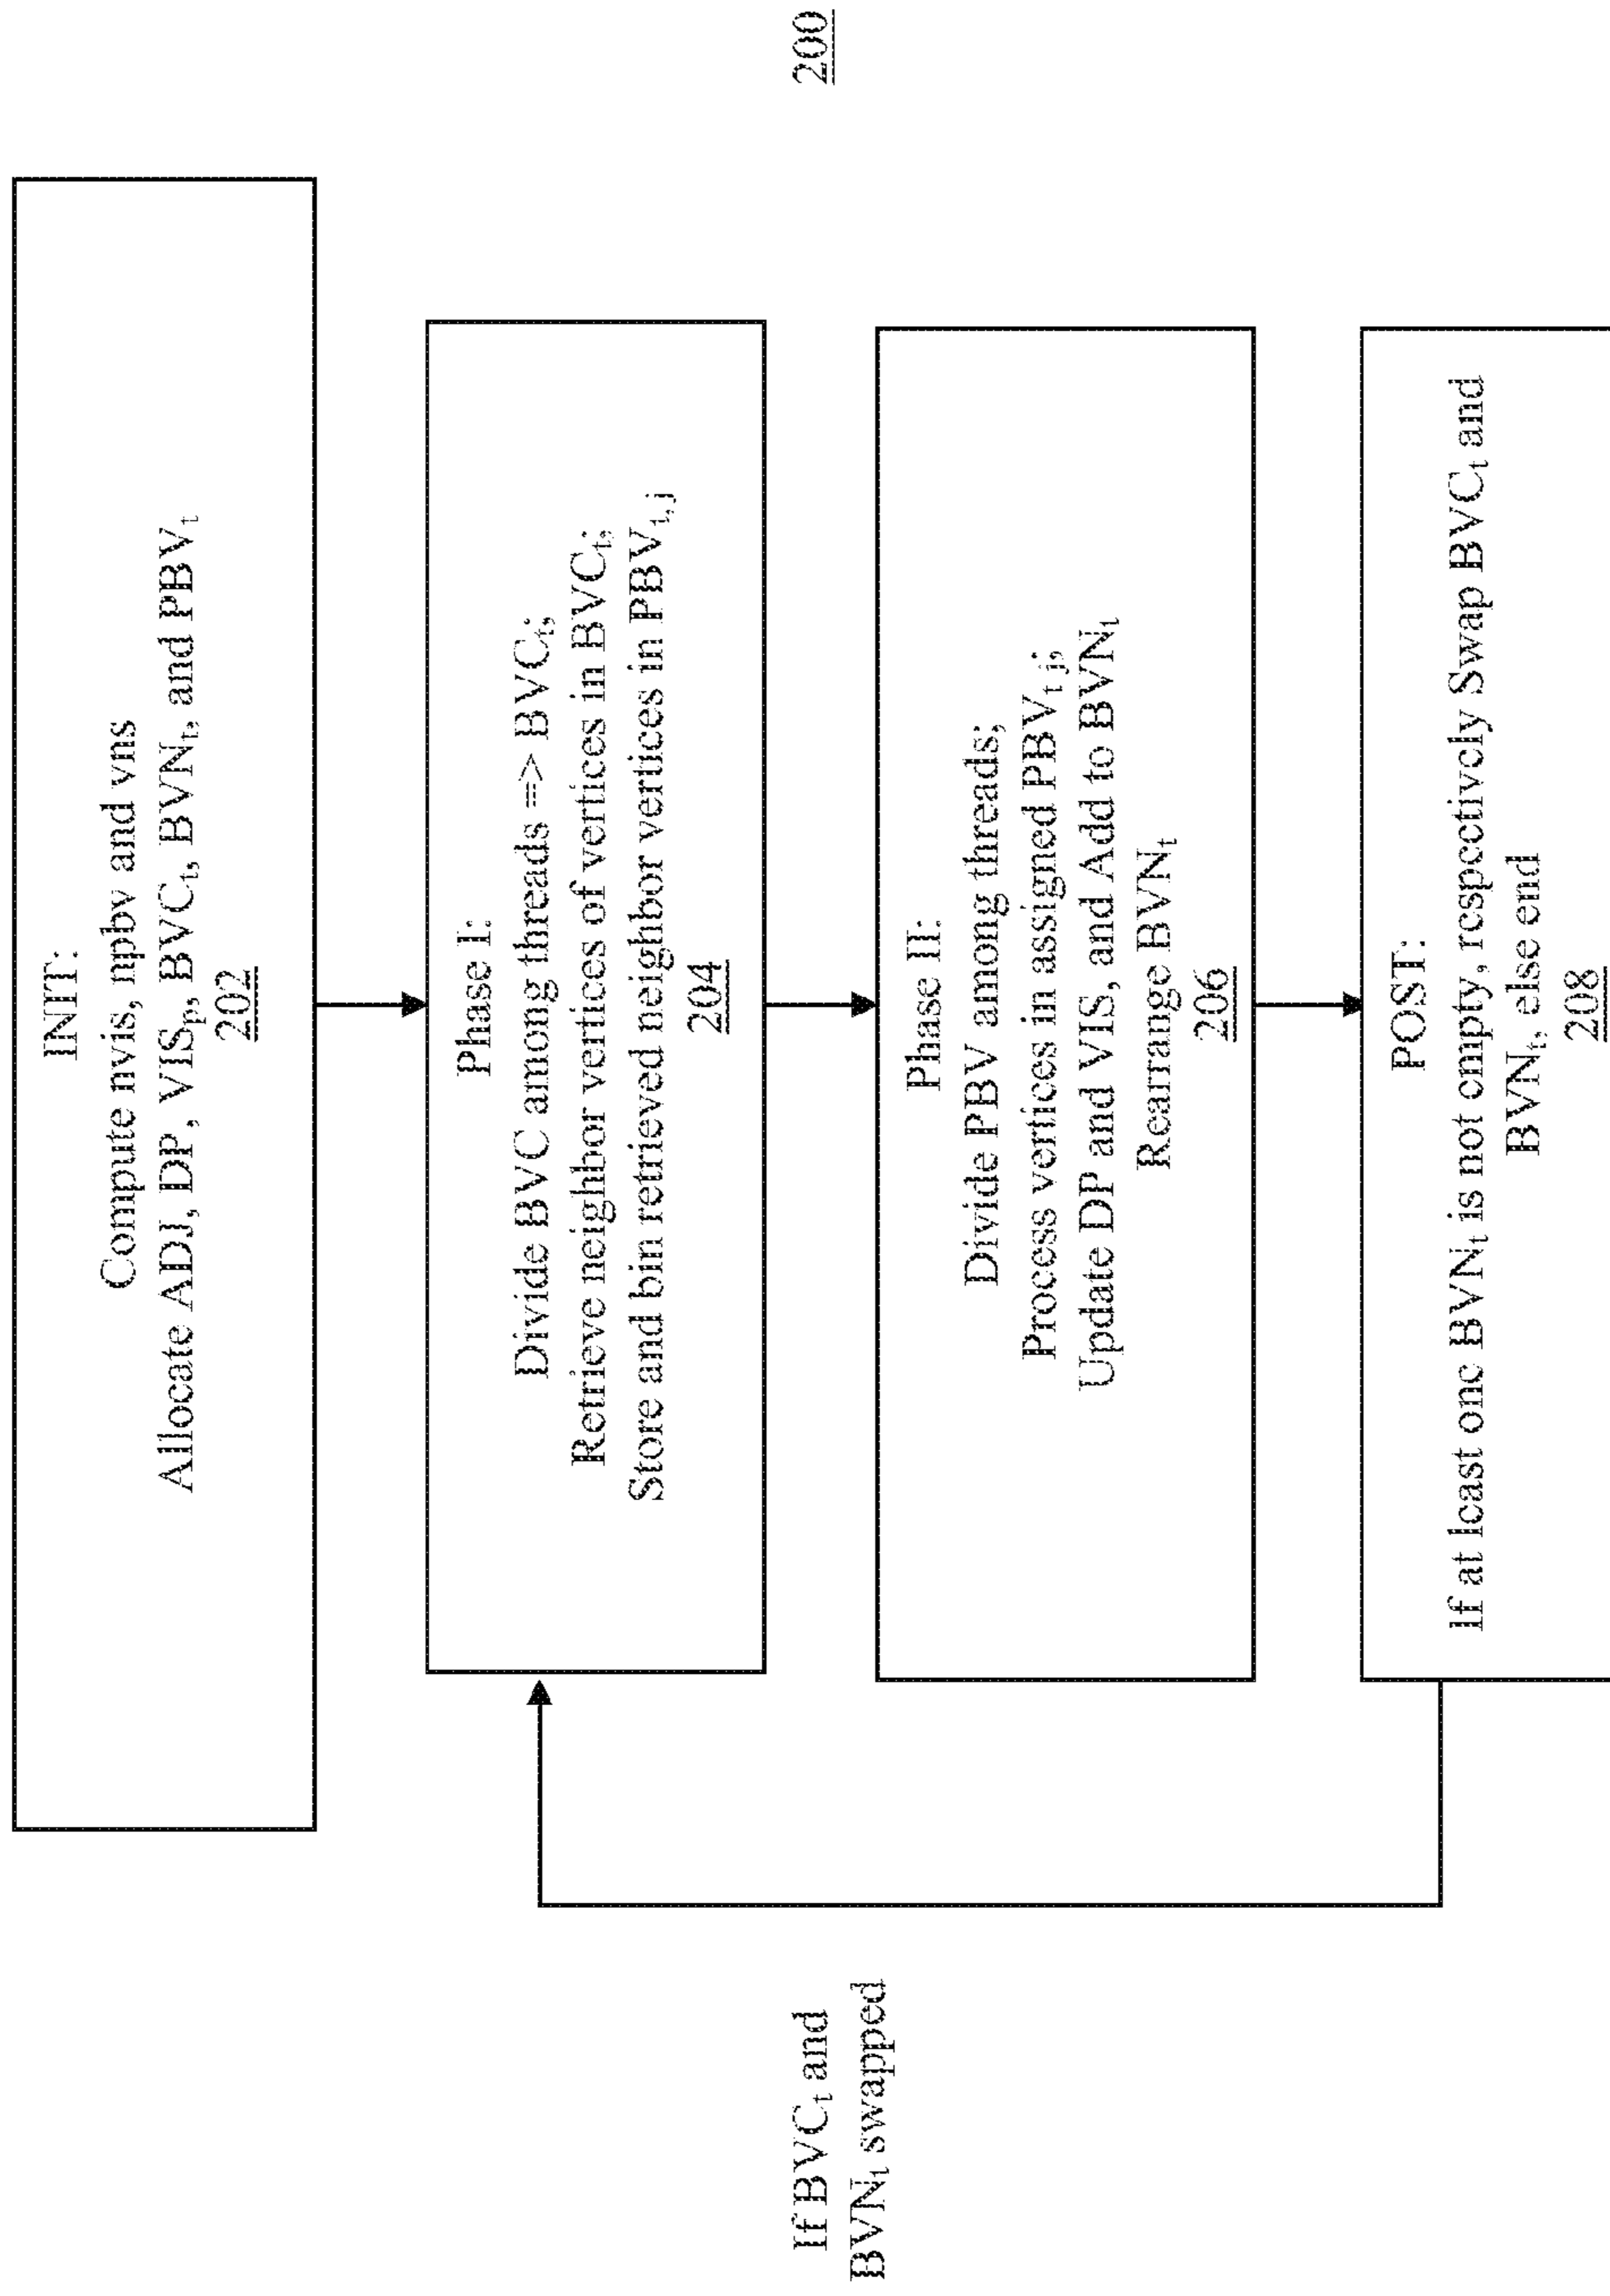 INIT:
Compute nvis, npbv and vns
Allocate ADJ, DP, VISp, BVCt, BVNt, and PBVt
202
Phase I:
Divide BVC among threads => BVCt;
Retrieve neighbor vertices of vertices in BVCt;
Store and bin retrieved neighbor vertices in PBVt,j
204
Phase II:
Divide PBV among threads;
Process vertices in assigned PBVt,j;
Update DP and VIS, and Add to BVNt
Rearrange BVNt
206
POST:
If at least one BVNt is not empty, respectively Swap BVCt and
BVNt, else end
208
If BVCt and
BVNt swapped
200